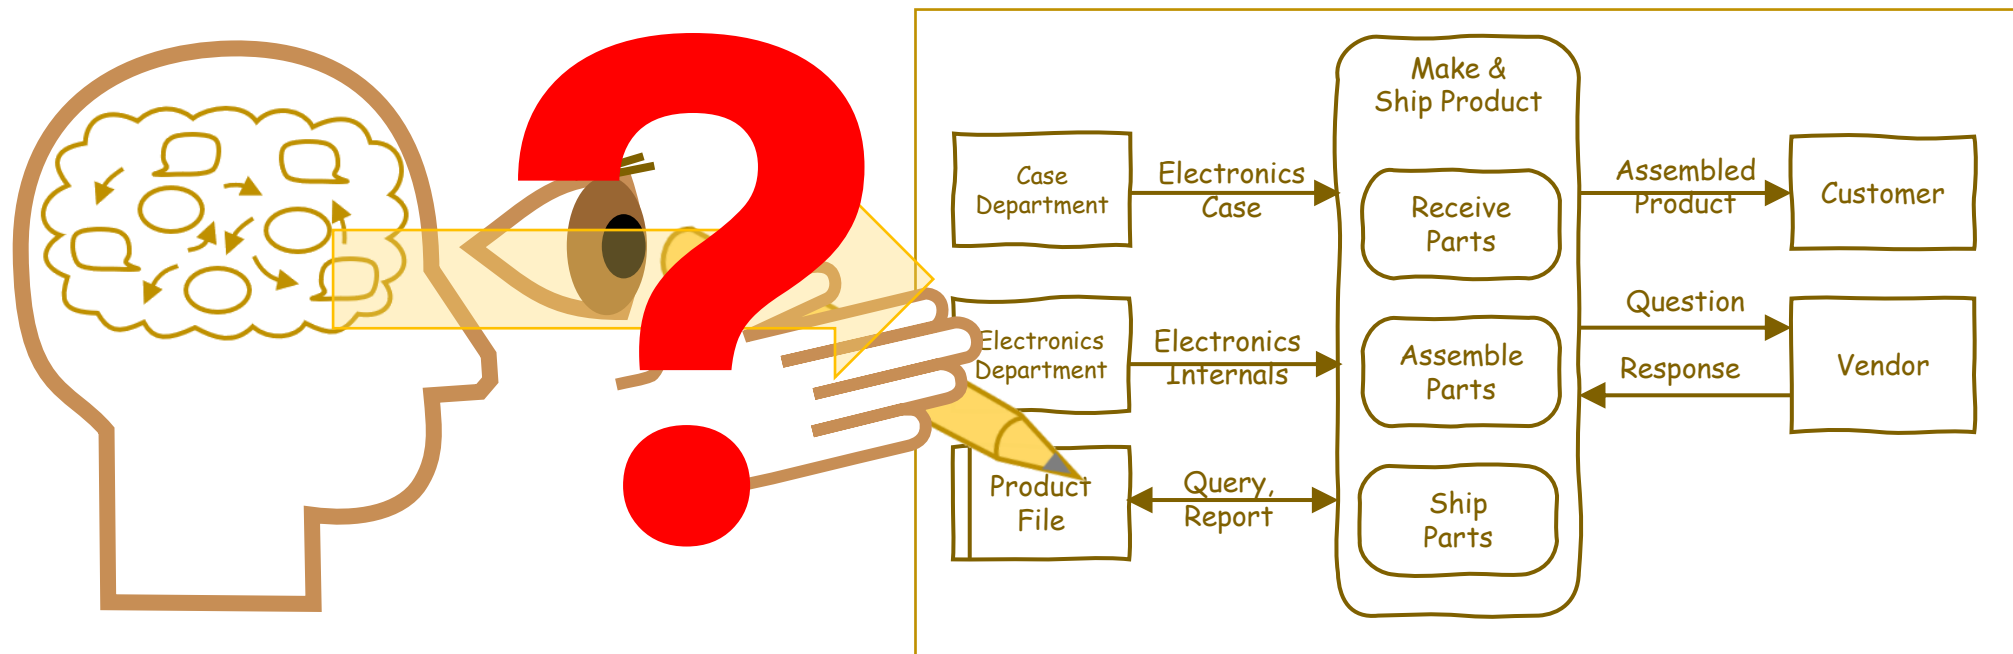 Make &
Ship Product
Case
Department
Electronics
Case
Receive
Parts
Assembled
Product
Customer
Electronics
Department
Electronics
Internals
Assemble
Parts
Question
Response
Vendor
Product
File
Query,
Report
Ship
Parts
?